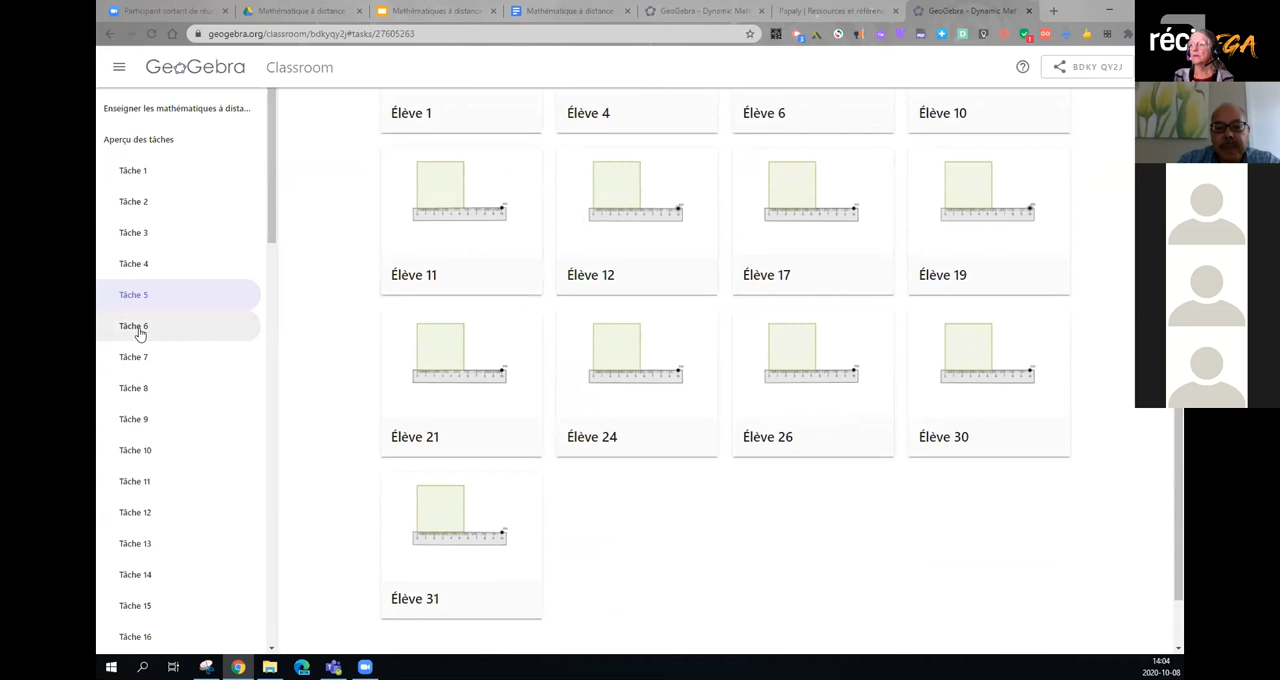 Participant sortant de réu
Mathématique à distance
Mathématiques à distance
Mathématique à distance
GeoGebra - Dynamic Mat
Papaly | Ressources et référen
GeoGebra - Dynamic Mat
geogebra.org/classroom/bdkyqy2j#tasks/27605263
GeoGebra Classroom
BDKY QY2J
réci
FGA
Enseigner les mathématiques à dista...
Aperçu des tâches
Tâche 1
Tâche 2
Tâche 3
Tâche 4
Tâche 5
Tâche 6
Tâche 7
Tâche 8
Tâche 9
Tâche 10
Tâche 11
Tâche 12
Tâche 13
Tâche 14
Tâche 15
Tâche 16
Élève 1
Élève 4
Élève 6
Élève 10
Élève 11
Élève 12
Élève 17
Élève 19
Élève 21
Élève 24
Élève 26
Élève 30
Élève 31
14:04
2020-10-08